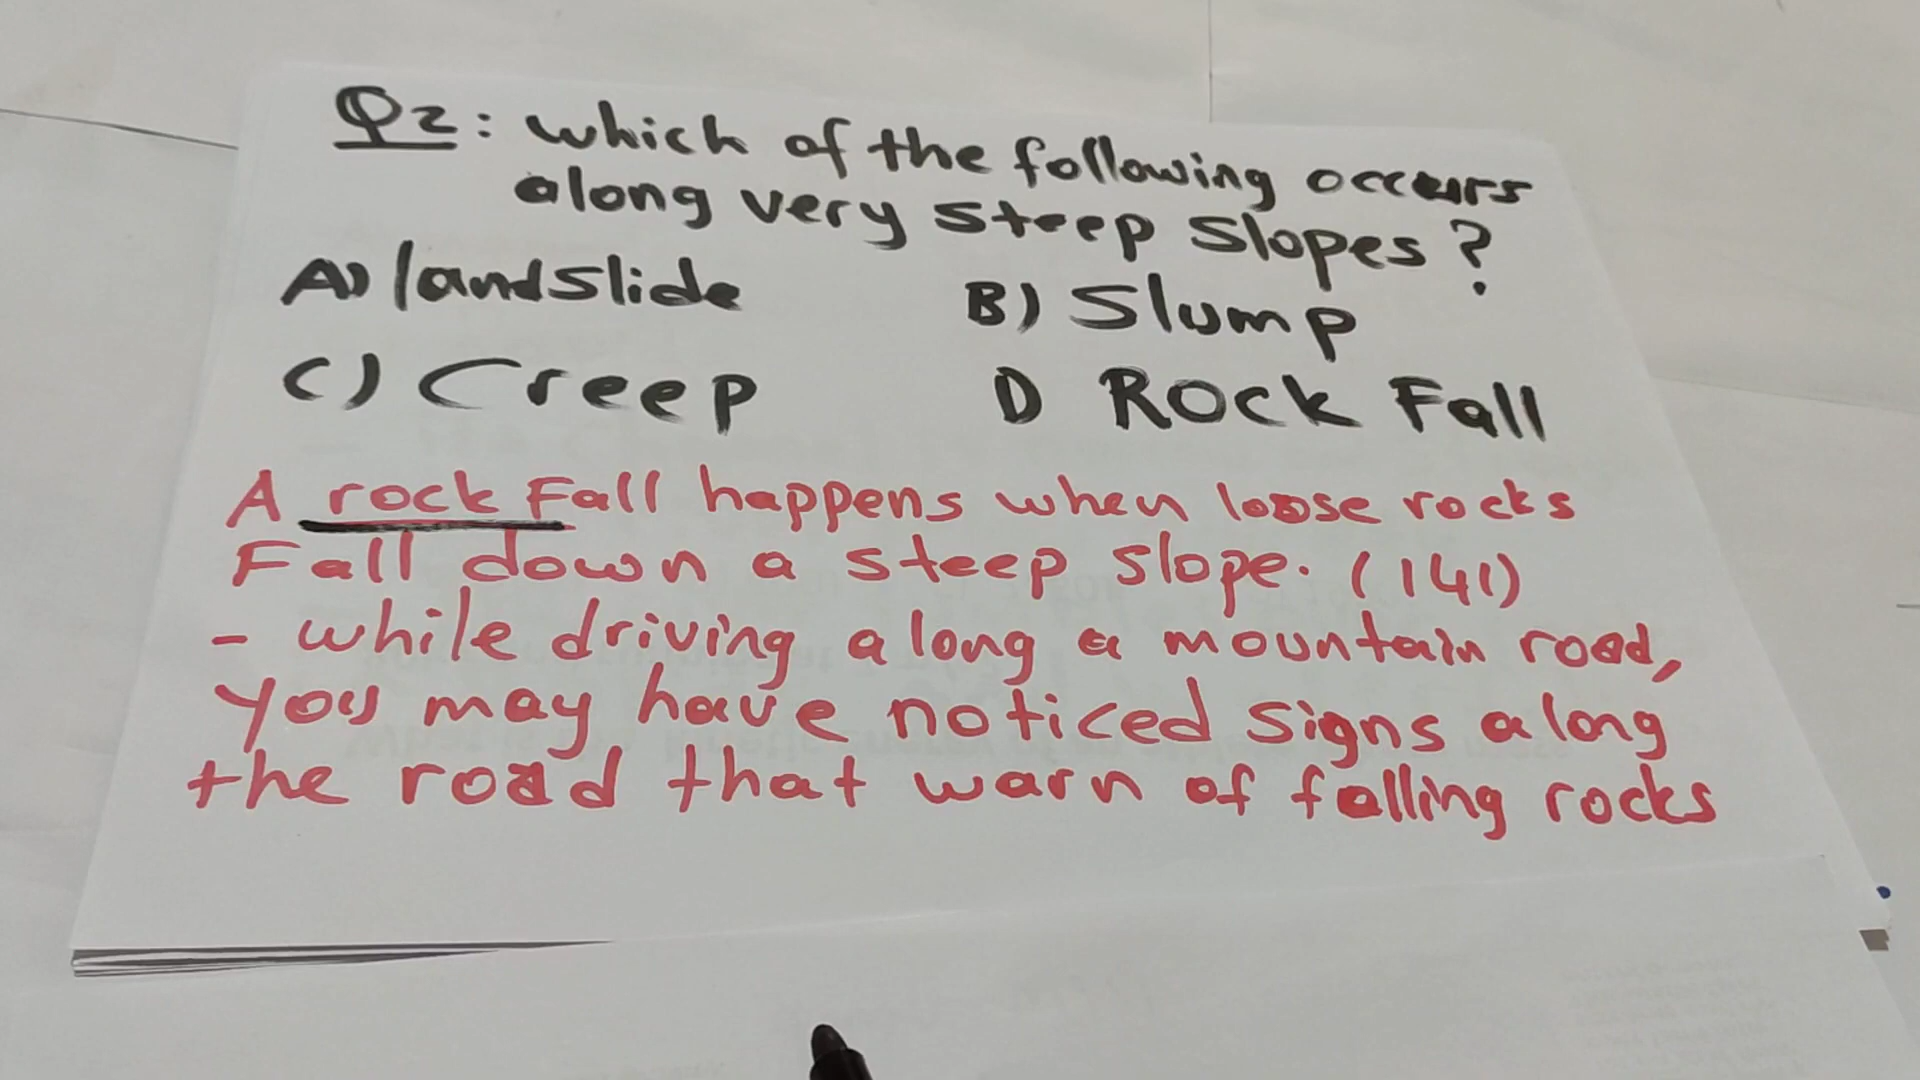 Q2: which of the following occurs
along very steep slopes?
A) landslide B) Slump
C) Creep D Rock Fall
A rock Fall happens when loose rocks
Fall down a steep slope. (141)
- while driving along a mountain road,
you may have noticed signs along
the road that warn of falling rocks